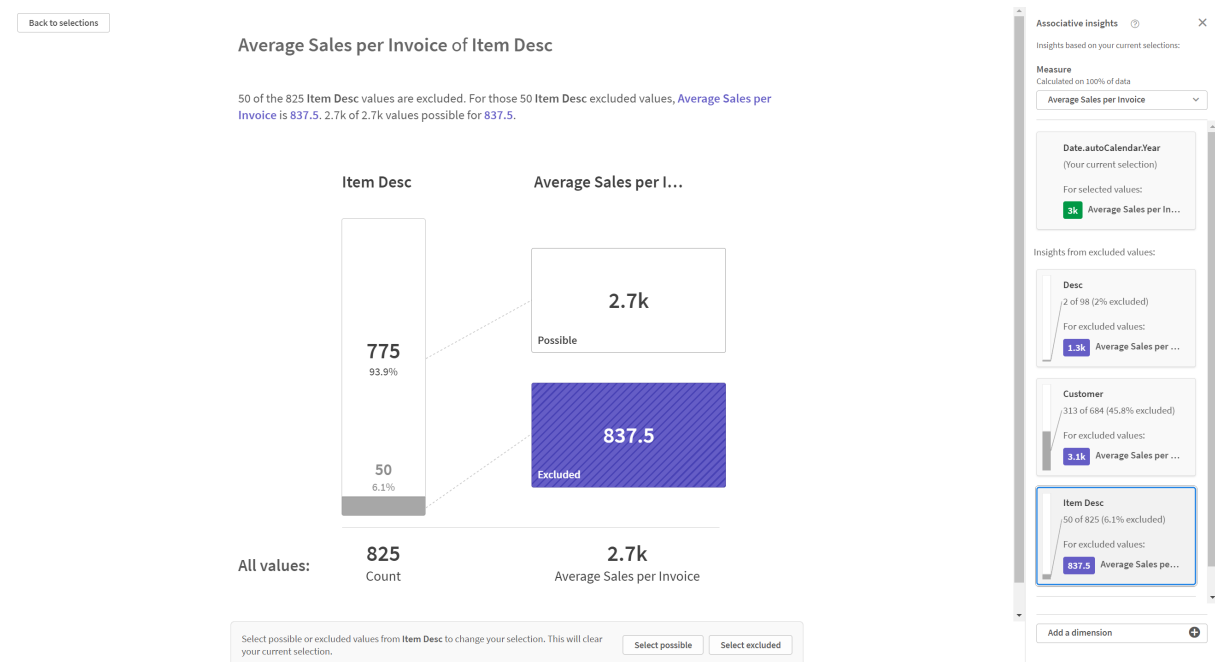 Back to selections
Average Sales per Invoice of Item Desc
50 of the 825 Item Desc values are excluded. For those 50 Item Desc excluded values, Average Sales per
Invoice is 837.5. 2.7k of 2.7k values possible for 837.5.
Item Desc
Average Sales per I...
775
93.9%
50
6.1%
2.7k
Possible
837.5
Excluded
All values:
825
Count
2.7k
Average Sales per Invoice
Select possible or excluded values from Item Desc to change your selection. This will clear
your current selection.
Select possible
Select excluded
Associative insights
Insights based on your current selections:
Measure
Calculated on 100% of data
Average Sales per Invoice
Date.autoCalendar.Year
(Your current selection)
For selected values:
3k Average Sales per In...
Insights from excluded values:
Desc
2 of 98 (2% excluded)
For excluded values:
1.3k Average Sales per ...
Customer
313 of 684 (45.8% excluded)
For excluded values:
3.1k Average Sales per ...
Item Desc
50 of 825 (6.1% excluded)
For excluded values:
837.5 Average Sales pe...
Add a dimension